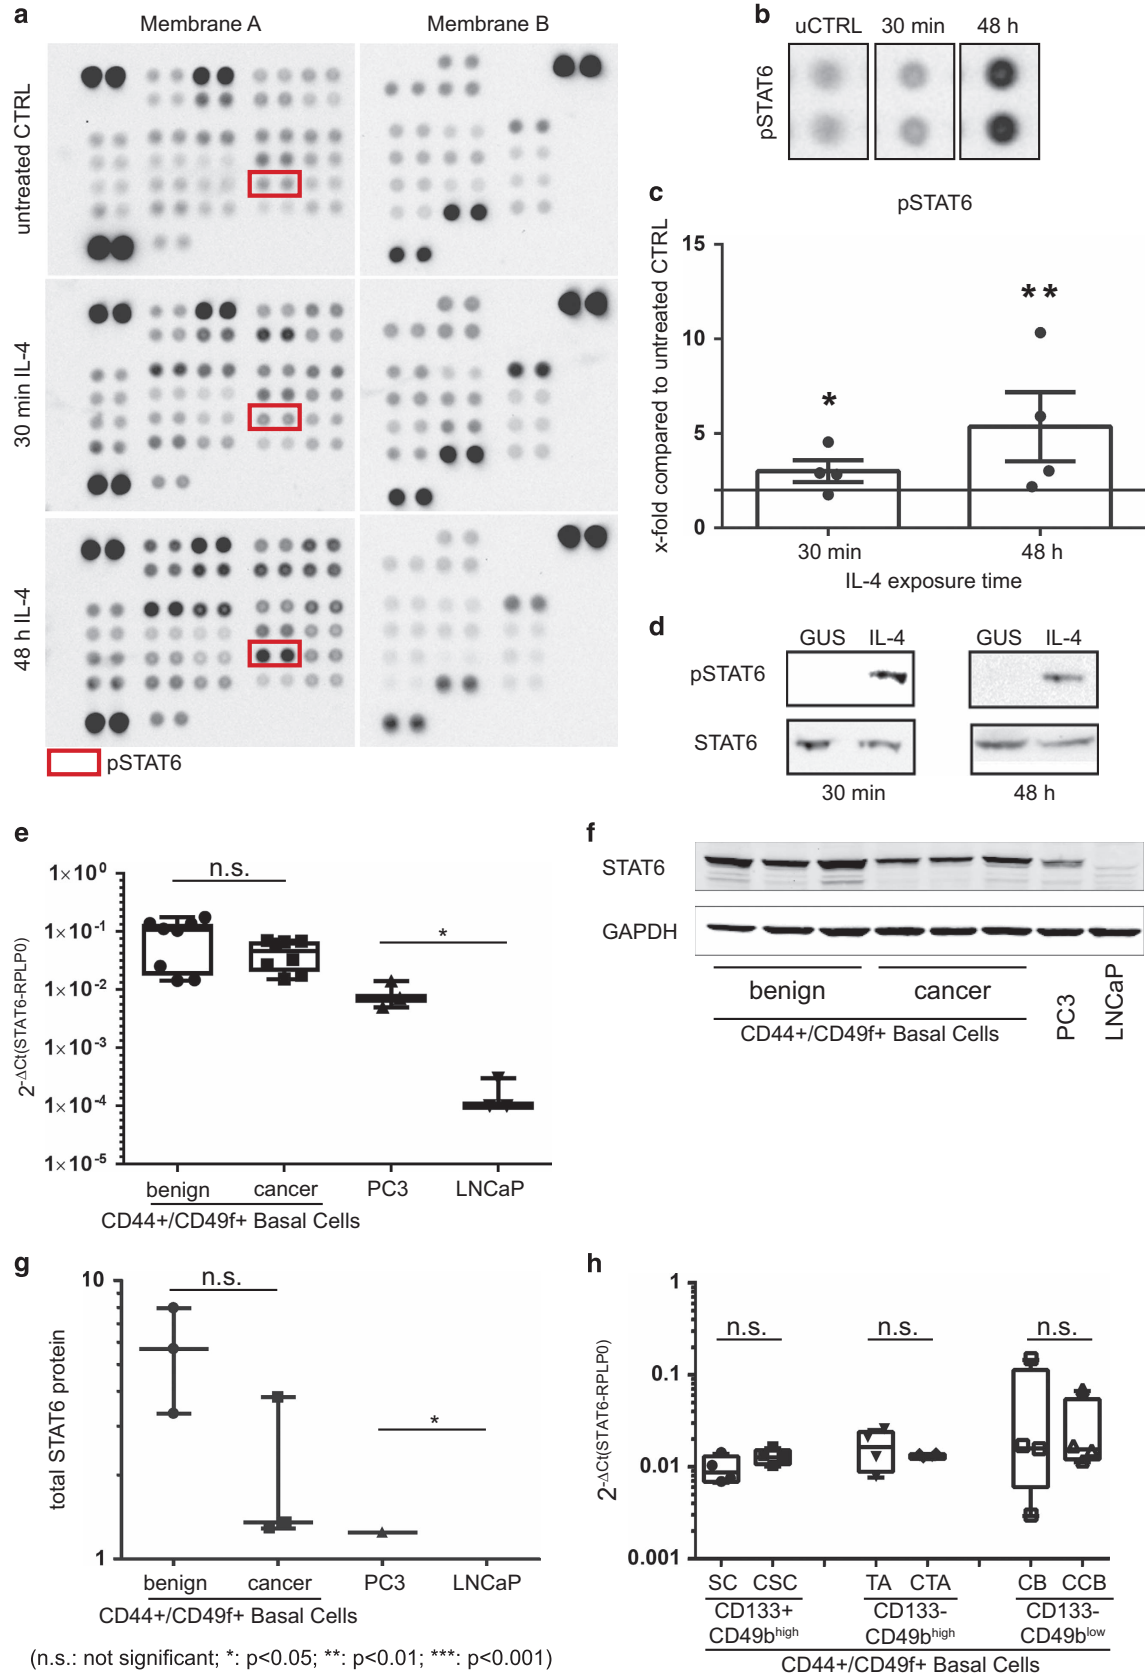 a
Membrane A
Membrane B
untreated CTRL
30 min IL-4
48 h IL-4
pSTAT6
b
uCTRL 30 min 48 h
pSTAT6
c
pSTAT6
x-fold compared to untreated CTRL
15
10
5
0
*
**
30 min 48 h
IL-4 exposure time
d
GUS IL-4 GUS IL-4
pSTAT6
STAT6
30 min 48 h
e
2-ΔCt(STAT6-RPLP0)
1×10⁰
1×10⁻¹
1×10⁻²
1×10⁻³
1×10⁻⁴
1×10⁻⁵
n.s.
*
benign cancer PC3 LNCaP
CD44+/CD49f+ Basal Cells
f
STAT6
GAPDH
benign cancer PC3 LNCaP
CD44+/CD49f+ Basal Cells
g
total STAT6 protein
10
1
n.s.
*
benign cancer PC3 LNCaP
CD44+/CD49f+ Basal Cells
h
2-ΔCt(STAT6-RPLP0)
1
0.1
0.01
0.001
n.s. n.s. n.s.
SC CSC TA CTA CB CCB
CD133+ CD133- CD133-
CD49bhigh CD49bhigh CD49blow
CD44+/CD49f+ Basal Cells
(n.s.: not significant; *: p<0.05; **: p<0.01; ***: p<0.001)